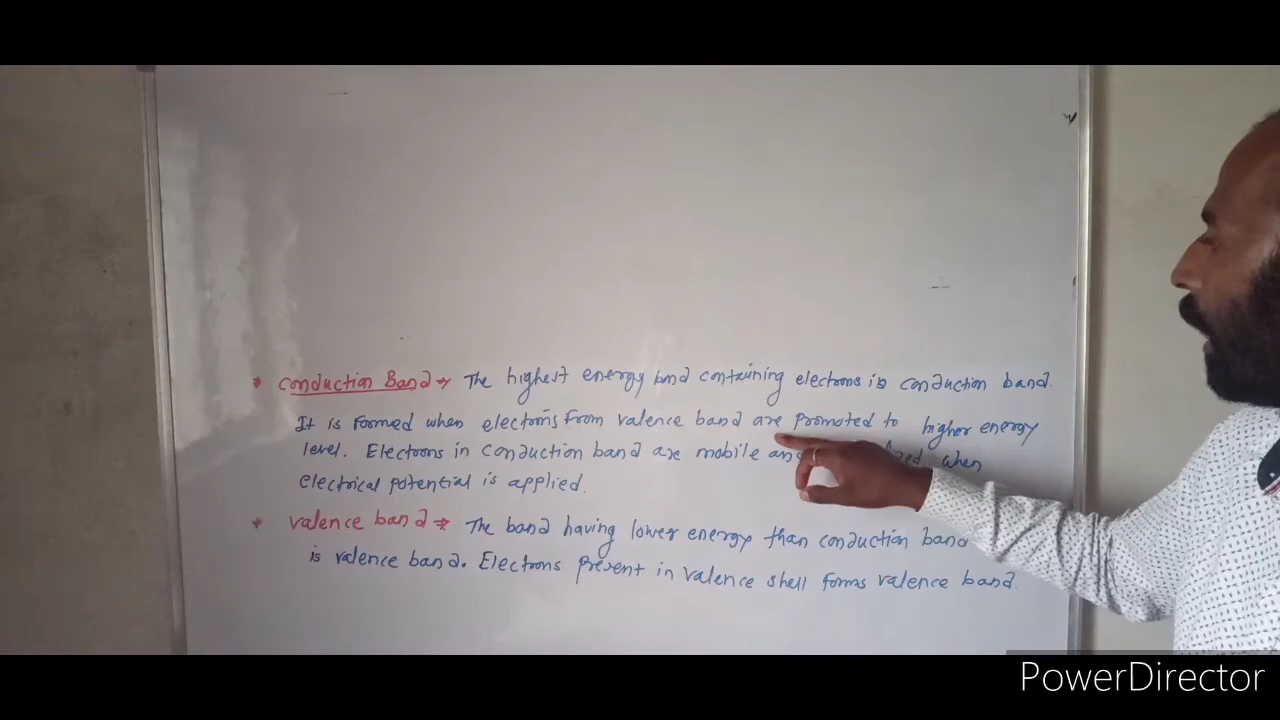 * conduction Band → The highest energy band containing electrons is conduction band.
It is formed when electrons from valence band are promoted to higher energy
level. Electrons in conduction band are mobile and when
electrical potential is applied.
* valence band → The band having lower energy than conduction band
is valence band. Electrons present in valence shell forms valence band.
PowerDirector